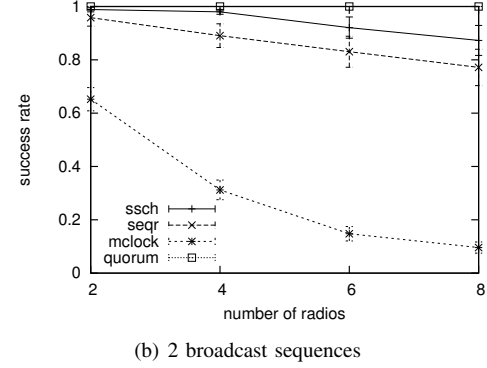 1
0.8
0.6
0.4
0.2
0
success rate
ssch
seqr
mclock
quorum
2 4 6 8
number of radios
(b) 2 broadcast sequences